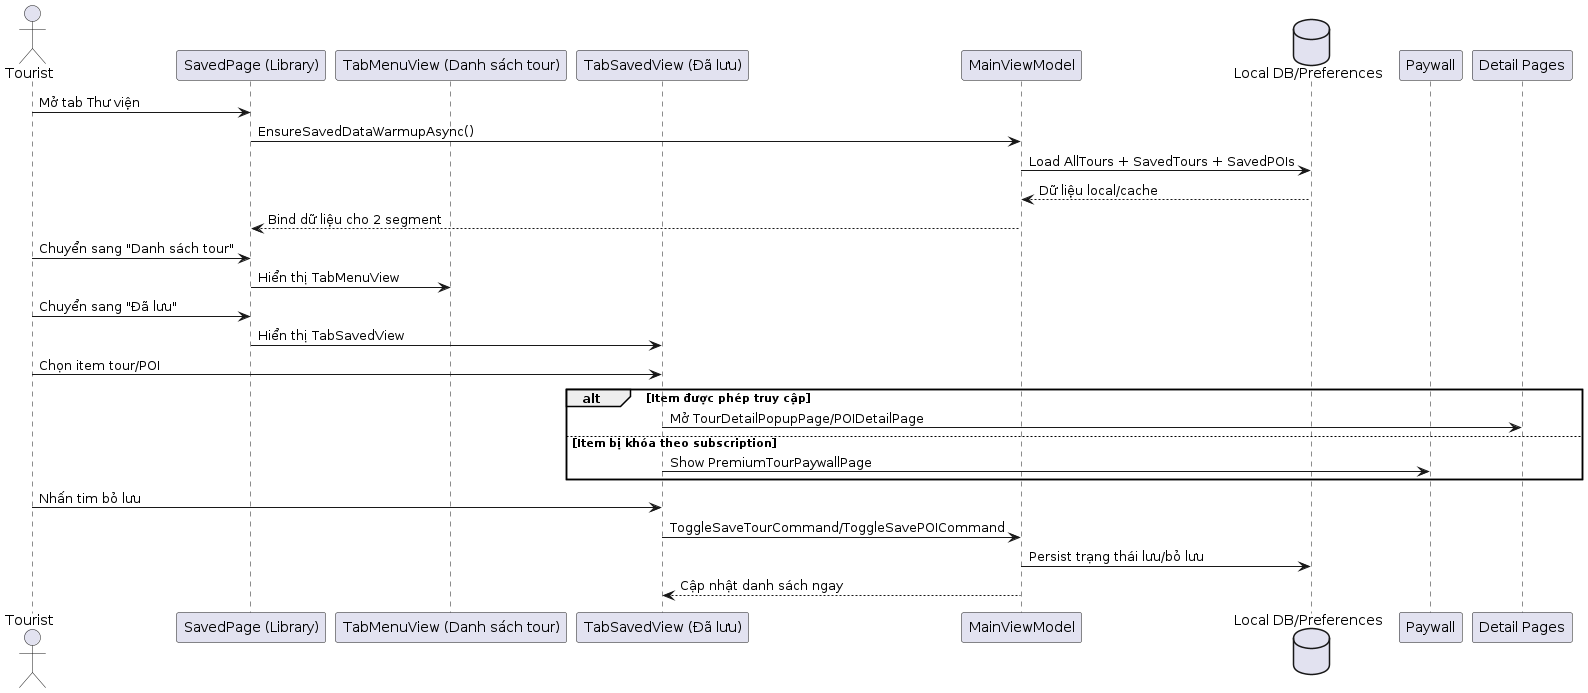 Tourist
SavedPage (Library)
TabMenuView (Danh sách tour)
TabSavedView (Đã lưu)
MainViewModel
Local DB/Preferences
Paywall
Detail Pages
Mở tab Thư viện
EnsureSavedDataWarmupAsync()
Load AllTours + SavedTours + SavedPOIs
Dữ liệu local/cache
Bind dữ liệu cho 2 segment
Chuyển sang "Danh sách tour"
Hiển thị TabMenuView
Chuyển sang "Đã lưu"
Hiển thị TabSavedView
Chọn item tour/POI
alt
[Item được phép truy cập]
Mở TourDetailPopupPage/POIDetailPage
[Item bị khóa theo subscription]
Show PremiumTourPaywallPage
Nhấn tim bỏ lưu
ToggleSaveTourCommand/ToggleSavePOICommand
Persist trạng thái lưu/bỏ lưu
Cập nhật danh sách ngay
Tourist
SavedPage (Library)
TabMenuView (Danh sách tour)
TabSavedView (Đã lưu)
MainViewModel
Local DB/Preferences
Paywall
Detail Pages